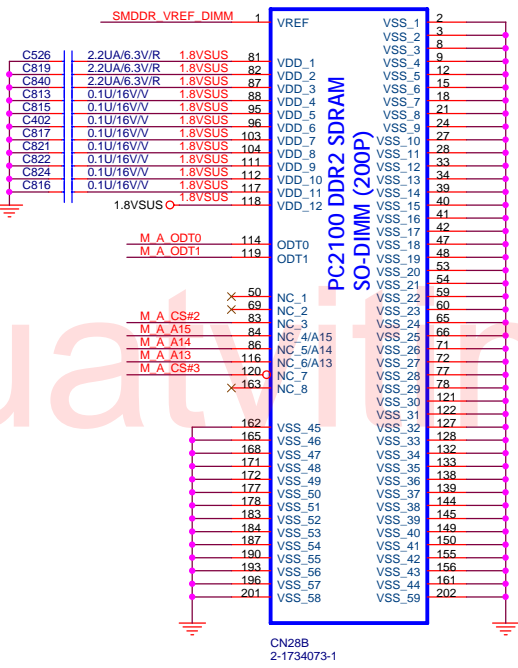 SMDDR_VREF_DIMM 1 VREF
C526 2.2UA/6.3V/R 1.8VSUS 81 VDD_1
C819 2.2UA/6.3V/R 1.8VSUS 82 VDD_2
C840 2.2UA/6.3V/R 1.8VSUS 87 VDD_3
C813 0.1U/16V/V 1.8VSUS 88 VDD_4
C815 0.1U/16V/V 1.8VSUS 95 VDD_5
C402 0.1U/16V/V 1.8VSUS 96 VDD_6
C817 0.1U/16V/V 1.8VSUS 103 VDD_7
C821 0.1U/16V/V 1.8VSUS 104 VDD_8
C822 0.1U/16V/V 1.8VSUS 111 VDD_9
C824 0.1U/16V/V 1.8VSUS 112 VDD_10
C816 0.1U/16V/V 1.8VSUS 117 VDD_11
1.8VSUS 1.8VSUS 118 VDD_12
M_A_ODT0 114 ODT0
M_A_ODT1 119 ODT1
50 NC_1
69 NC_2
M_A_CS#2 83 NC_3
M_A_A15 84 NC_4/A15
M_A_A14 86 NC_5/A14
M_A_A13 116 NC_6/A13
M_A_CS#3 120 NC_7
163 NC_8
162 VSS_45
165 VSS_46
168 VSS_47
171 VSS_48
172 VSS_49
177 VSS_50
178 VSS_51
183 VSS_52
184 VSS_53
187 VSS_54
190 VSS_55
193 VSS_56
196 VSS_57
201 VSS_58
PC2100 DDR2 SDRAM
SO-DIMM (200P)
VSS_1 2
VSS_2 3
VSS_3 8
VSS_4 9
VSS_5 12
VSS_6 15
VSS_7 18
VSS_8 21
VSS_9 24
VSS_10 27
VSS_11 28
VSS_12 33
VSS_13 34
VSS_14 39
VSS_15 40
VSS_16 41
VSS_17 42
VSS_18 47
VSS_19 48
VSS_20 53
VSS_21 54
VSS_22 59
VSS_23 60
VSS_24 65
VSS_25 66
VSS_26 71
VSS_27 72
VSS_28 77
VSS_29 78
VSS_30 121
VSS_31 122
VSS_32 127
VSS_33 128
VSS_34 132
VSS_35 133
VSS_36 138
VSS_37 139
VSS_38 144
VSS_39 145
VSS_40 149
VSS_41 150
VSS_42 155
VSS_43 156
VSS_44 161
VSS_59 202
CN28B
2-1734073-1